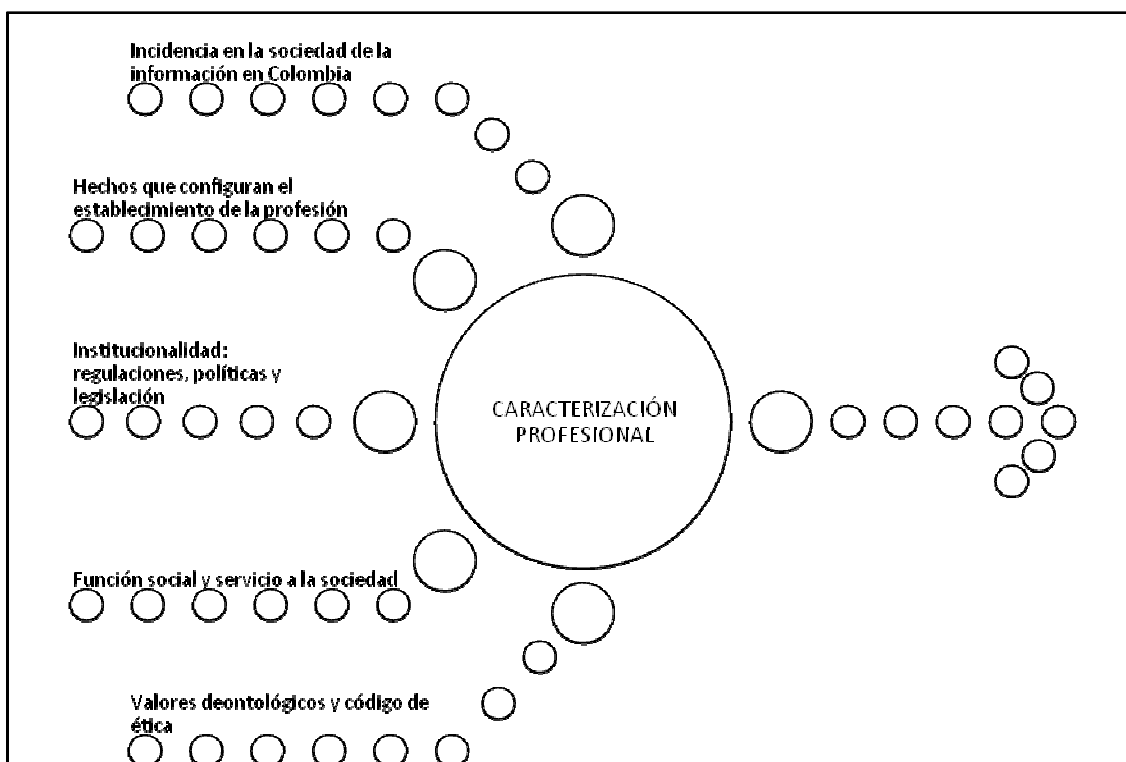 Incidencia en la sociedad de la
información en Colombia
Hechos que configuran el
establecimiento de la profesión
Institucionalidad:
regulaciones, políticas y
legislación
CARACTERIZACIÓN
PROFESIONAL
Función social y servicio a la sociedad
Valores deontológicos y código de
ética